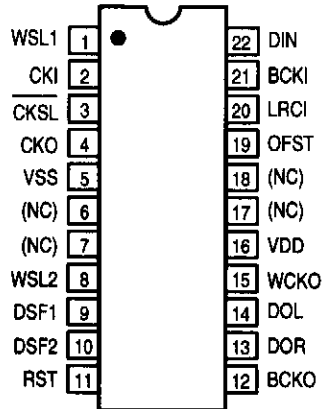 WSL1 1 22 DIN
CKI 2 21 BCKI
C̅K̅S̅L̅ 3 20 LRCI
CKO 4 19 OFST
VSS 5 18 (NC)
(NC) 6 17 (NC)
(NC) 7 16 VDD
WSL2 8 15 WCKO
DSF1 9 14 DOL
DSF2 10 13 DOR
RST 11 12 BCKO